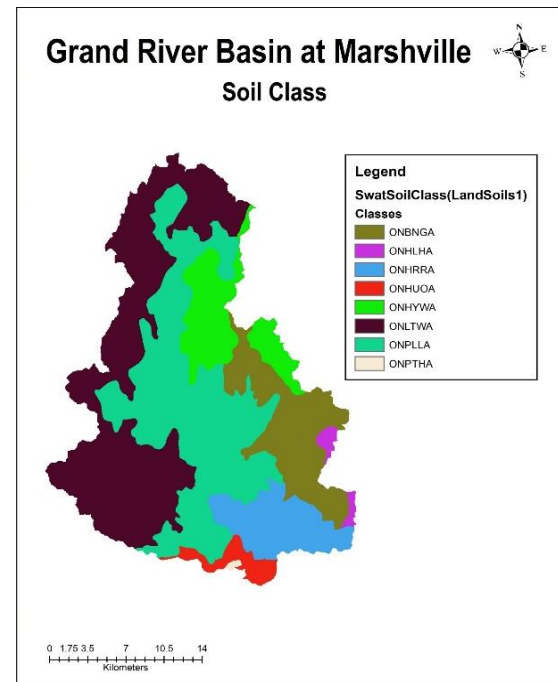 Grand River Basin at Marshville
Soil Class
N
W E
S
Legend
SwatSoilClass(LandSoils1)
Classes
ONBNGA
ONHLHA
ONHRRA
ONHUOA
ONHYWA
ONLTWA
ONPLLA
ONPTHA
0 1.75 3.5 7 10.5 14
Kilometers